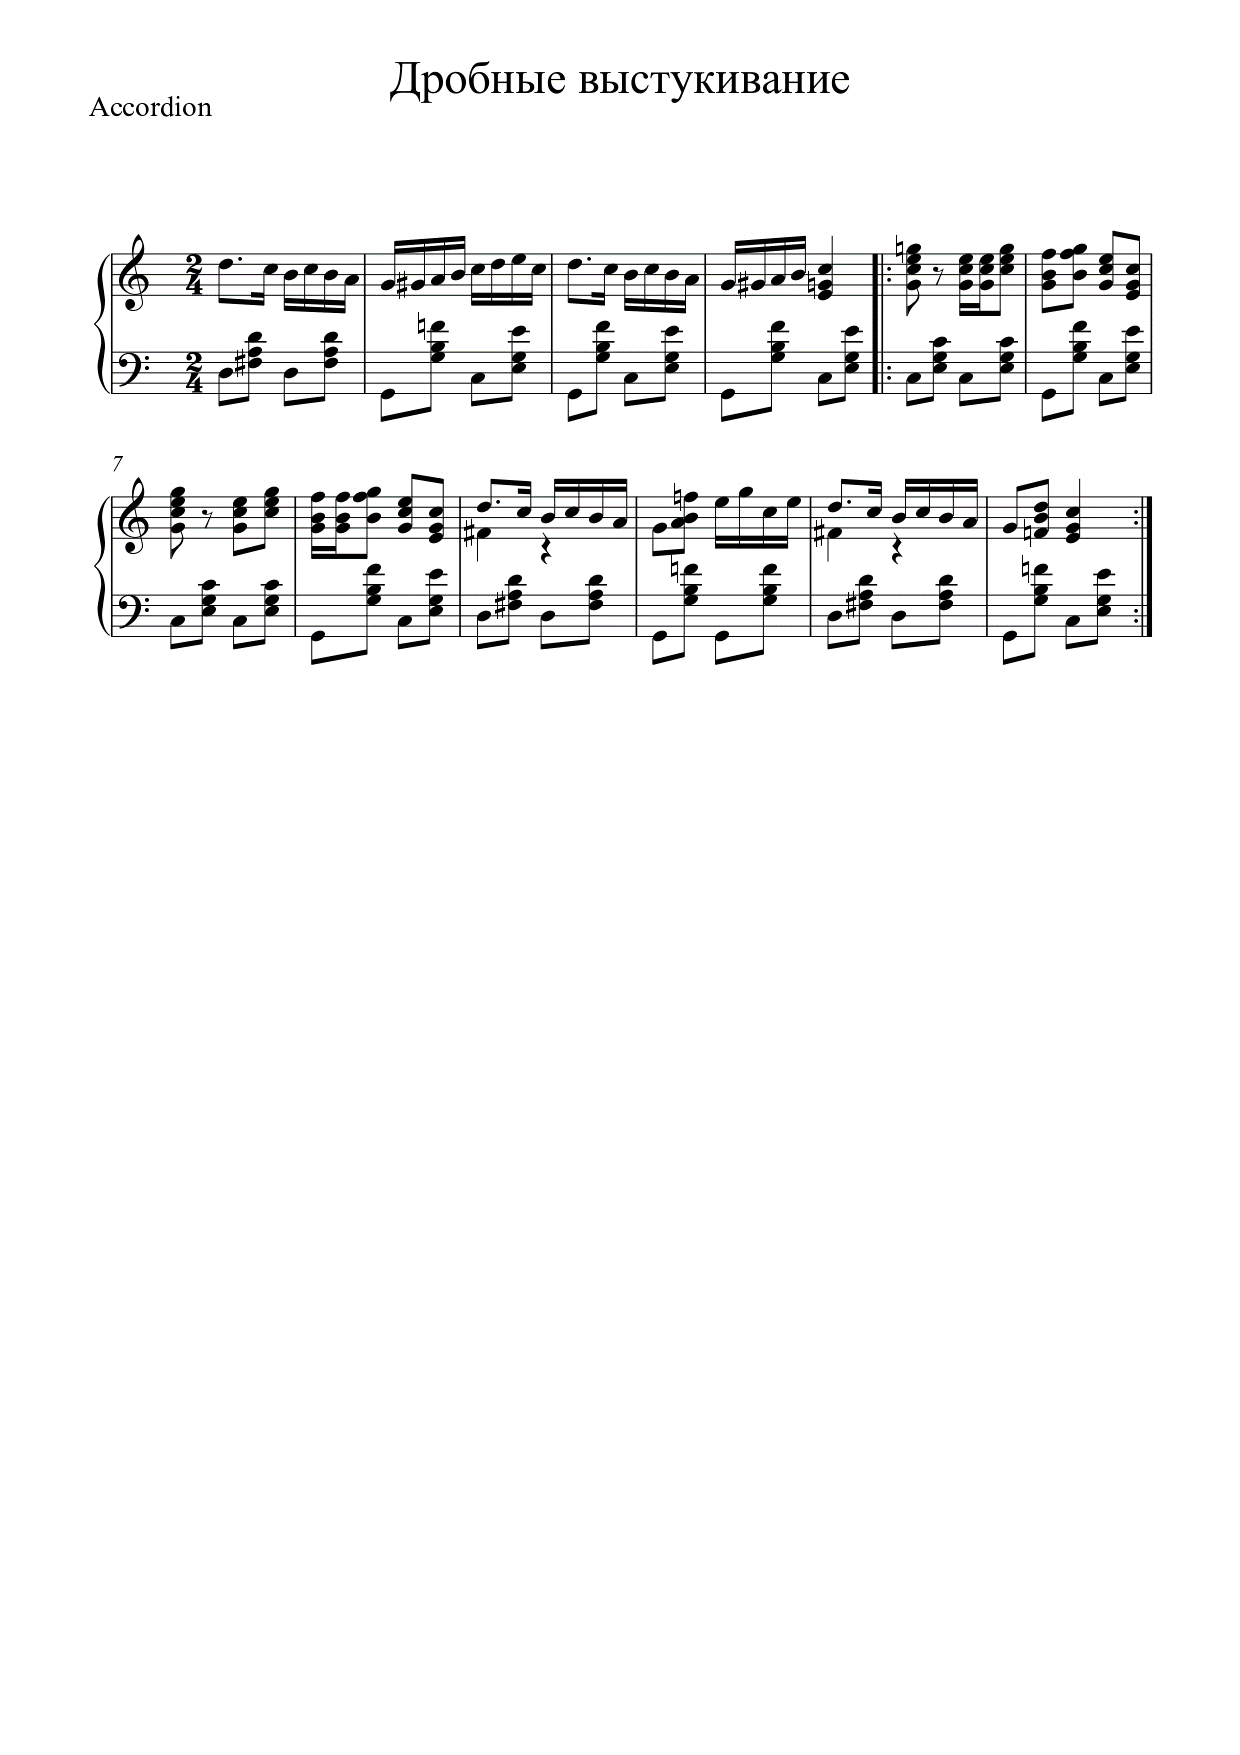 Дробные выстукивание
Accordion
7